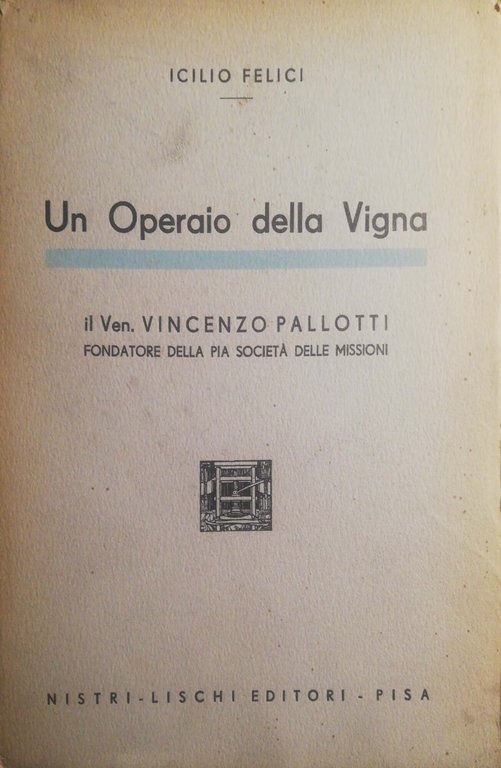 ICILIO FELICI
Un Operaio della Vigna
il Ven. VINCENZO PALLOTTI
FONDATORE DELLA PIA SOCIETÀ DELLE MISSIONI
NISTRI-LISCHI EDITORI - PISA